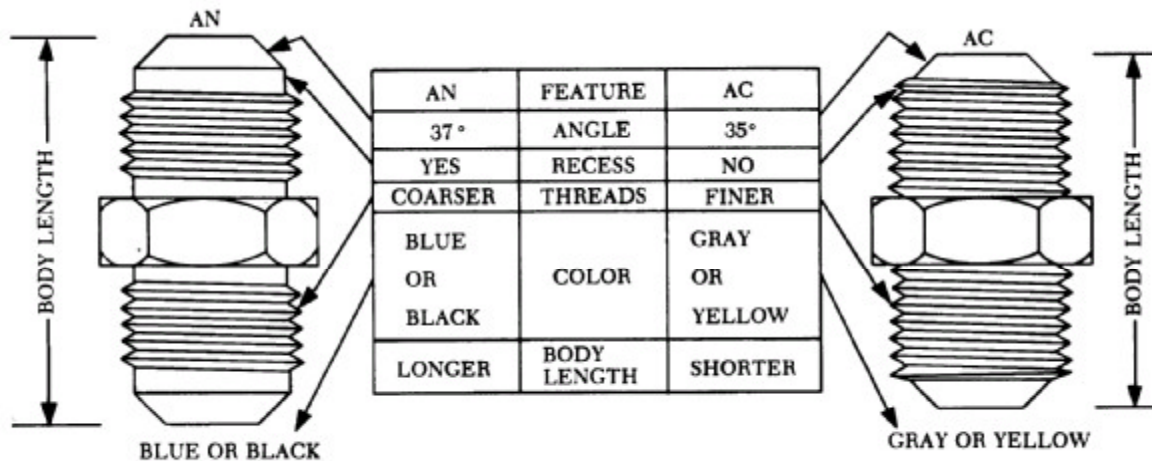 AN
AC
BODY LENGTH
AN FEATURE AC
37° ANGLE 35°
YES RECESS NO
COARSER THREADS FINER
BLUE
OR
BLACK
COLOR
GRAY
OR
YELLOW
LONGER BODY LENGTH SHORTER
BODY LENGTH
BLUE OR BLACK
GRAY OR YELLOW